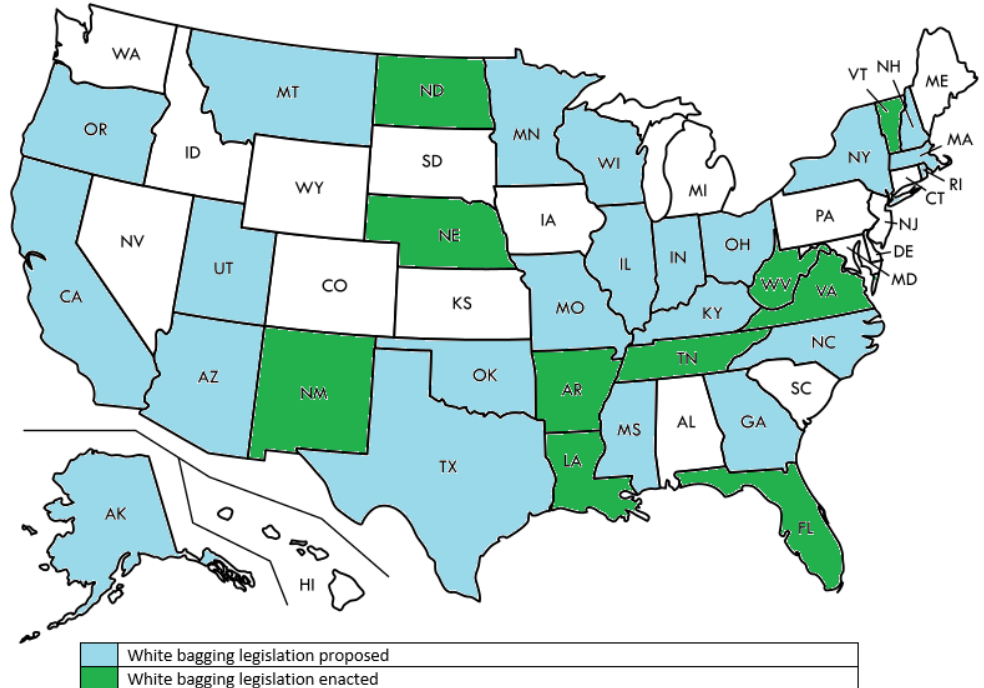 WA
MT
ND
MN
VT
NH
ME
OR
ID
SD
WI
MI
NY
MA
WY
RI
CT
IA
PA
NJ
NV
NE
IL
IN
OH
DE
MD
UT
CO
KS
MO
KY
WV
VA
CA
AZ
NM
OK
AR
TN
NC
SC
TX
LA
MS
AL
GA
AK
FL
HI
White bagging legislation proposed
White bagging legislation enacted